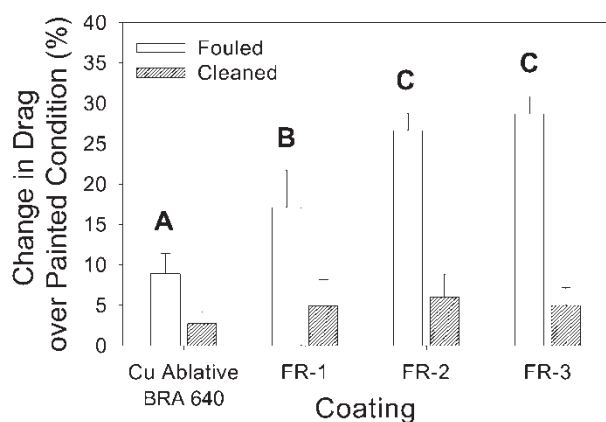 Change in Drag
over Painted Condition (%)
40
35
30
25
20
15
10
5
0
Fouled
Cleaned
A
B
C
C
Cu Ablative
BRA 640
FR-1
FR-2
FR-3
Coating